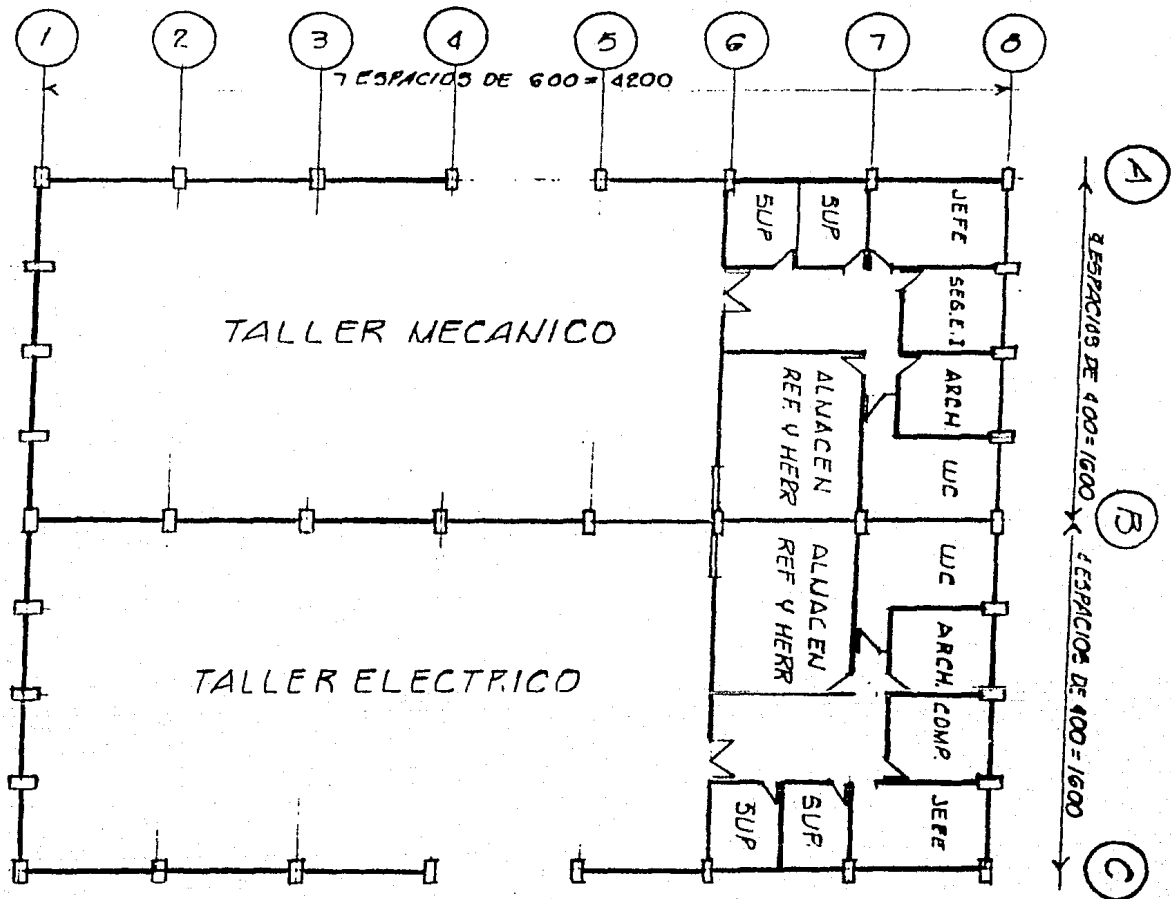 1 2 3 4 5 6 7 8
7 ESPACIOS DE 600 = 4200
A
4 ESPACIOS DE 400 = 1600
B
4 ESPACIOS DE 400 = 1600
C
SUP
SUP.
JEFE
SEG.E.I
TALLER MECANICO
ALMACEN
REF. Y HERR
ARCH.
WC
ALMACEN
REF Y HERR
WC
ARCH.
COMP.
TALLER ELECTRICO
SUP
SUP.
JEFE